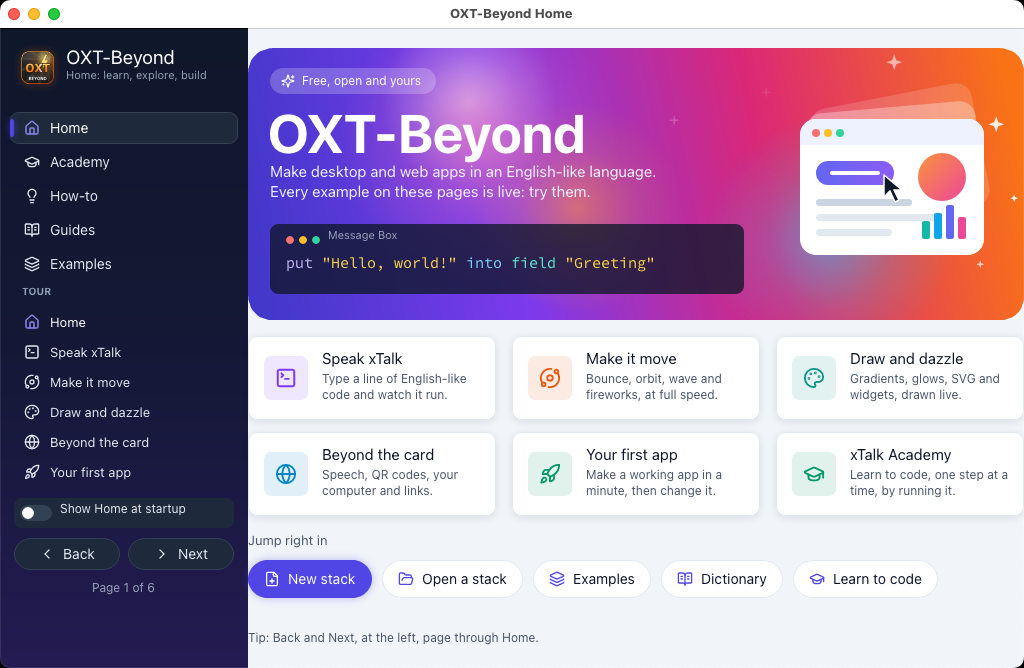 OXT-Beyond Home
OXT
BEYOND
OXT-Beyond
Home: learn, explore, build
Home
Academy
How-to
Guides
Examples
TOUR
Home
Speak xTalk
Make it move
Draw and dazzle
Beyond the card
Your first app
Show Home at startup
Back
Next
Page 1 of 6
Free, open and yours
OXT-Beyond
Make desktop and web apps in an English-like language.
Every example on these pages is live: try them.
Message Box
put "Hello, world!" into field "Greeting"
Speak xTalk
Type a line of English-like
code and watch it run.
Make it move
Bounce, orbit, wave and
fireworks, at full speed.
Draw and dazzle
Gradients, glows, SVG and
widgets, drawn live.
Beyond the card
Speech, QR codes, your
computer and links.
Your first app
Make a working app in a
minute, then change it.
xTalk Academy
Learn to code, one step at a
time, by running it.
Jump right in
New stack
Open a stack
Examples
Dictionary
Learn to code
Tip: Back and Next, at the left, page through Home.